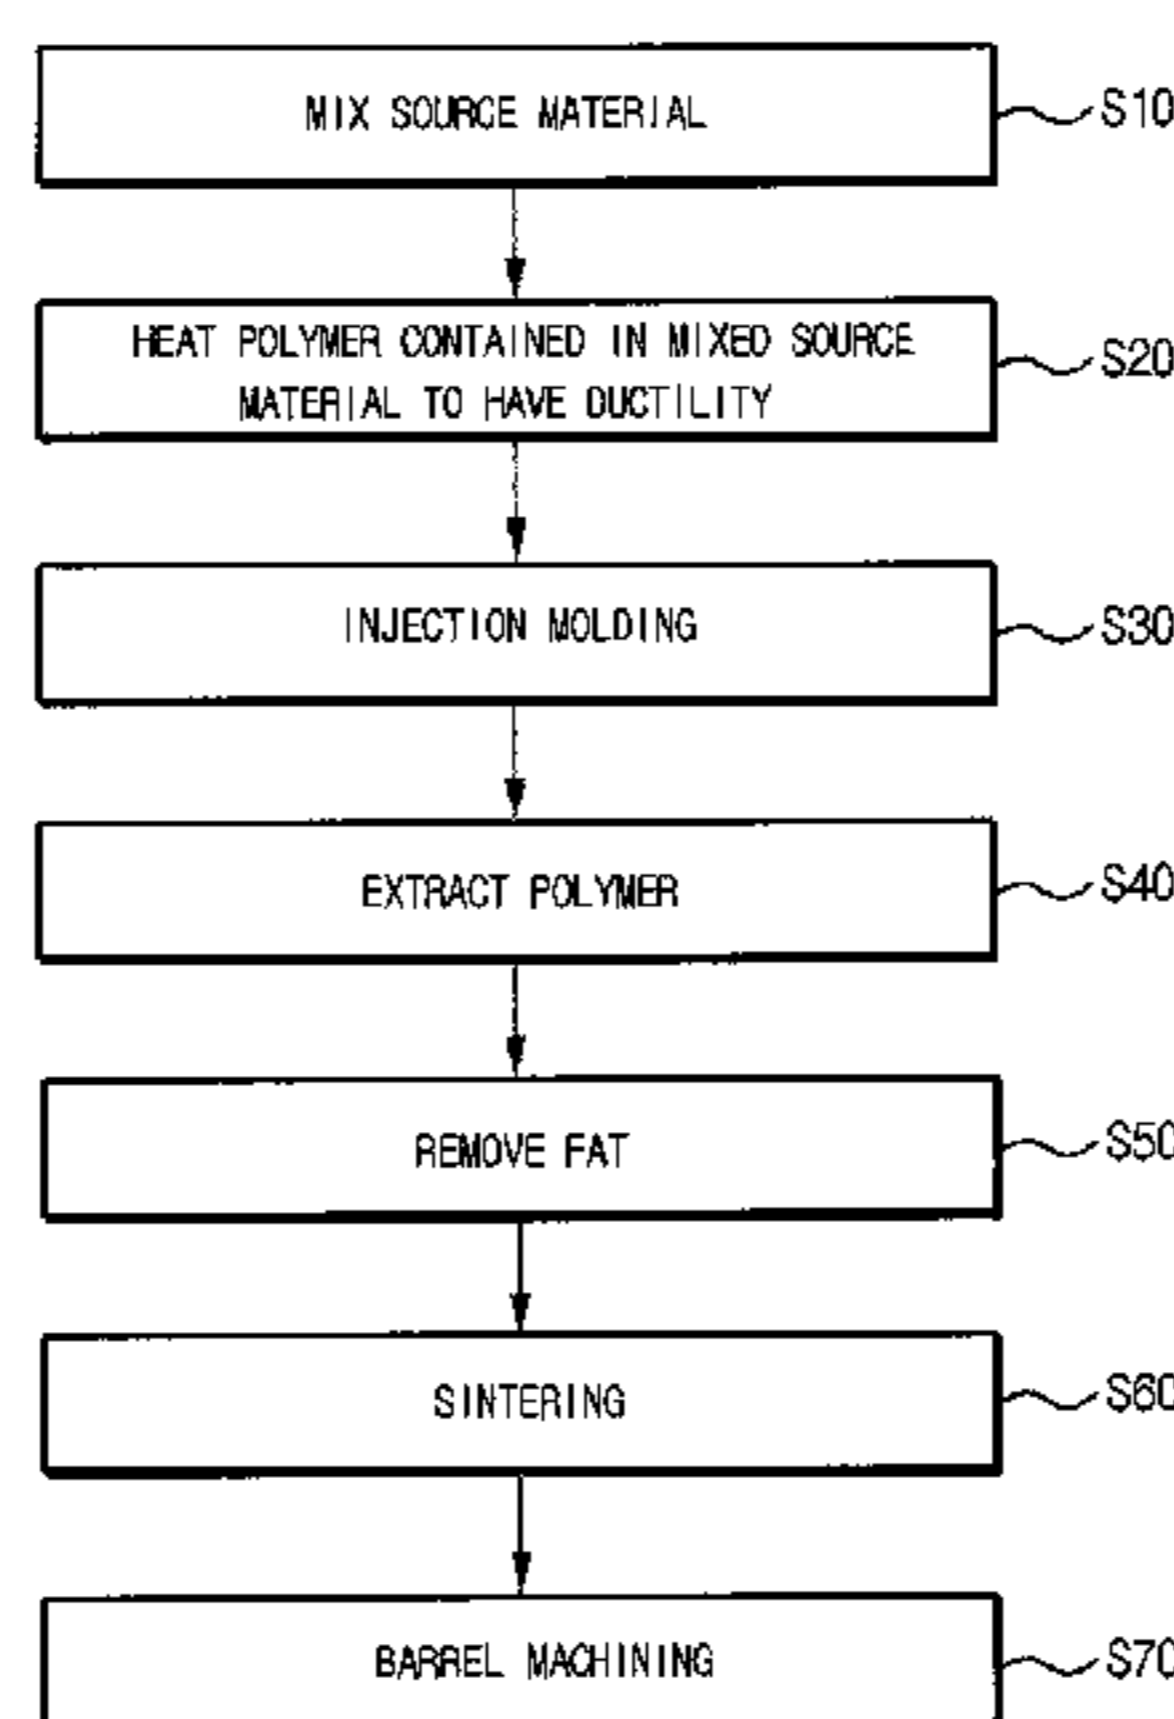 MIX SOURCE MATERIAL
S10
HEAT POLYMER CONTAINED IN MIXED SOURCE
MATERIAL TO HAVE DUCTILITY
S20
INJECTION MOLDING
S30
EXTRACT POLYMER
S40
REMOVE FAT
S50
SINTERING
S60
BARREL MACHINING
S70